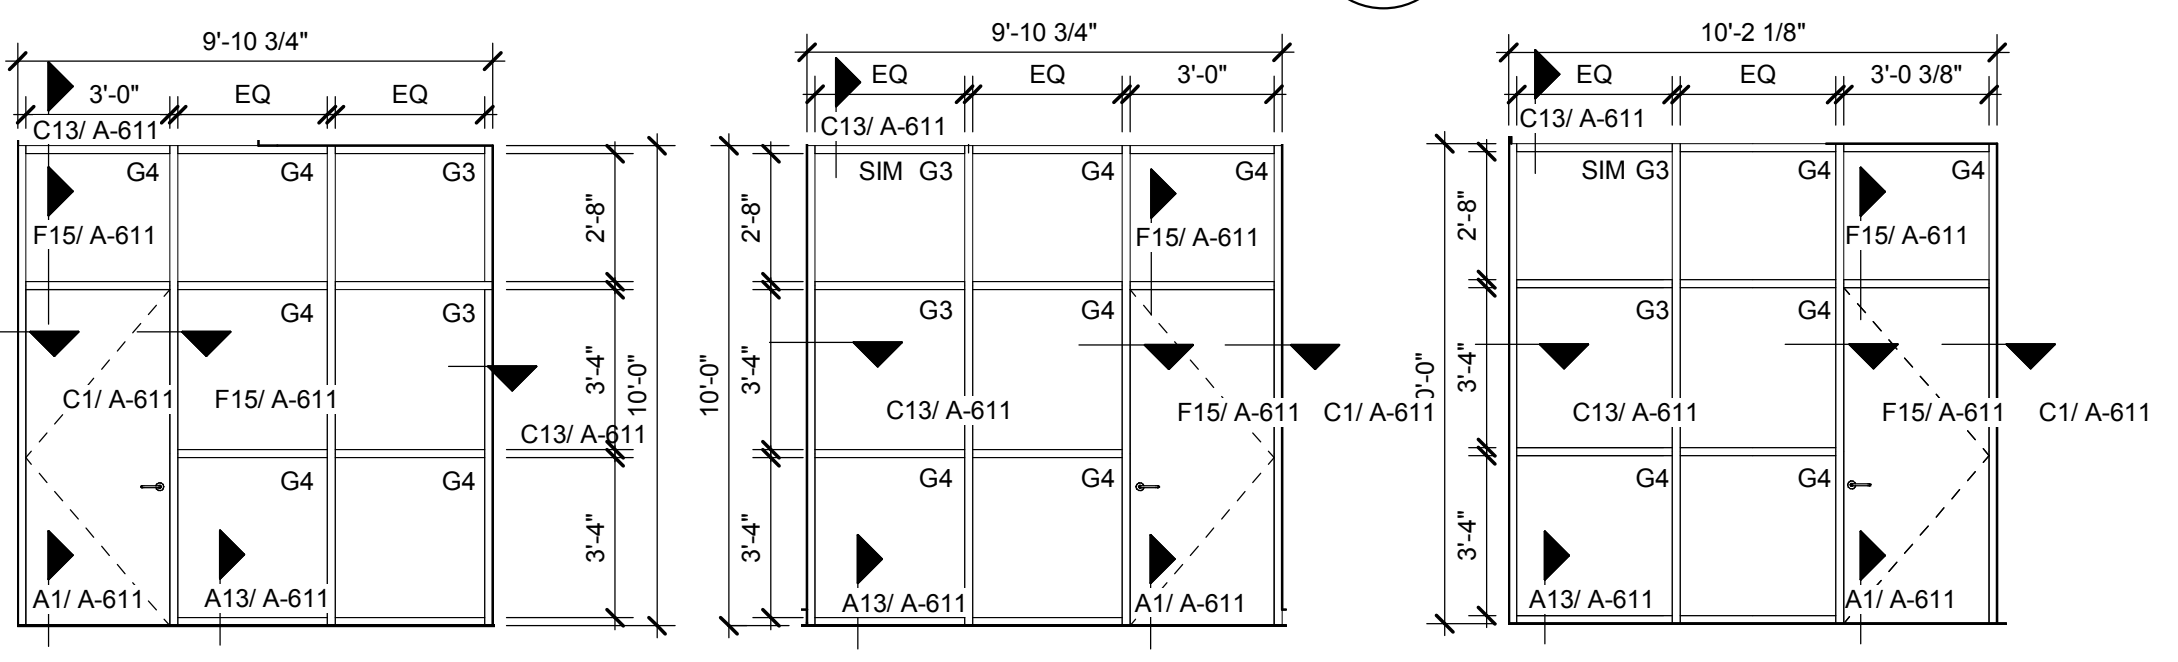 9'-10 3/4"
3'-0" EQ EQ
C13/ A-611
G4 G4 G3
F15/ A-611
G4 G3
C1/ A-611 F15/ A-611
C13/ A-611
G4 G4
A1/ A-611 A13/ A-611
2'-8"
3'-4"
3'-4"
10'-0"
9'-10 3/4"
EQ EQ 3'-0"
C13/ A-611
SIM G3 G4 G4
F15/ A-611
G3 G4
C13/ A-611 F15/ A-611 C1/ A-611
G4 G4
A13/ A-611 A1/ A-611
10'-0"
2'-8"
3'-4"
3'-4"
10'-2 1/8"
EQ EQ 3'-0 3/8"
C13/ A-611
SIM G3 G4 G4
F15/ A-611
G3 G4
C13/ A-611 F15/ A-611 C1/ A-611
G4 G4
A13/ A-611 A1/ A-611
0'-0"
2'-8"
3'-4"
3'-4"